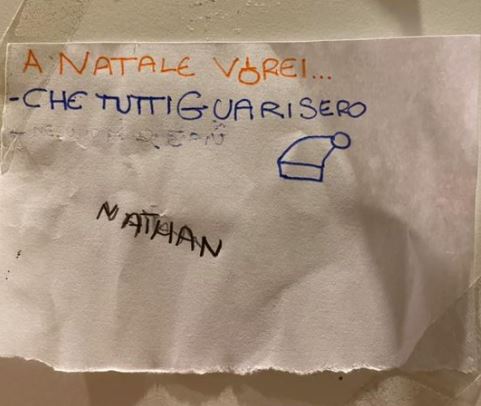 A NATALE VOREI...
-CHE TUTTI GUARISERO
NATHAN